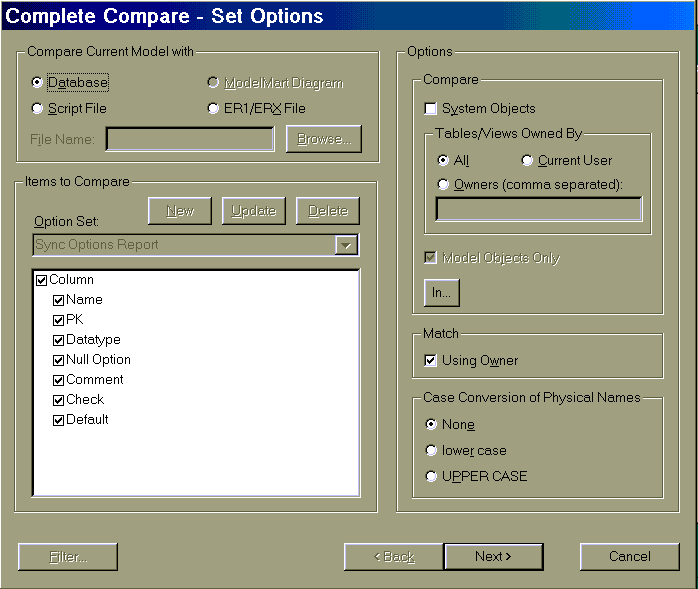 Complete Compare - Set Options
Compare Current Model with
Database
ModelMart Diagram
Script File
ER1/ERX File
File Name:
Browse...
Items to Compare
New
Update
Delete
Option Set:
Sync Options Report
Column
Name
PK
Datatype
Null Option
Comment
Check
Default
Options
Compare
System Objects
Tables/Views Owned By
All
Current User
Owners (comma separated):
Model Objects Only
In...
Match
Using Owner
Case Conversion of Physical Names
None
lower case
UPPER CASE
Filter...
< Back
Next >
Cancel